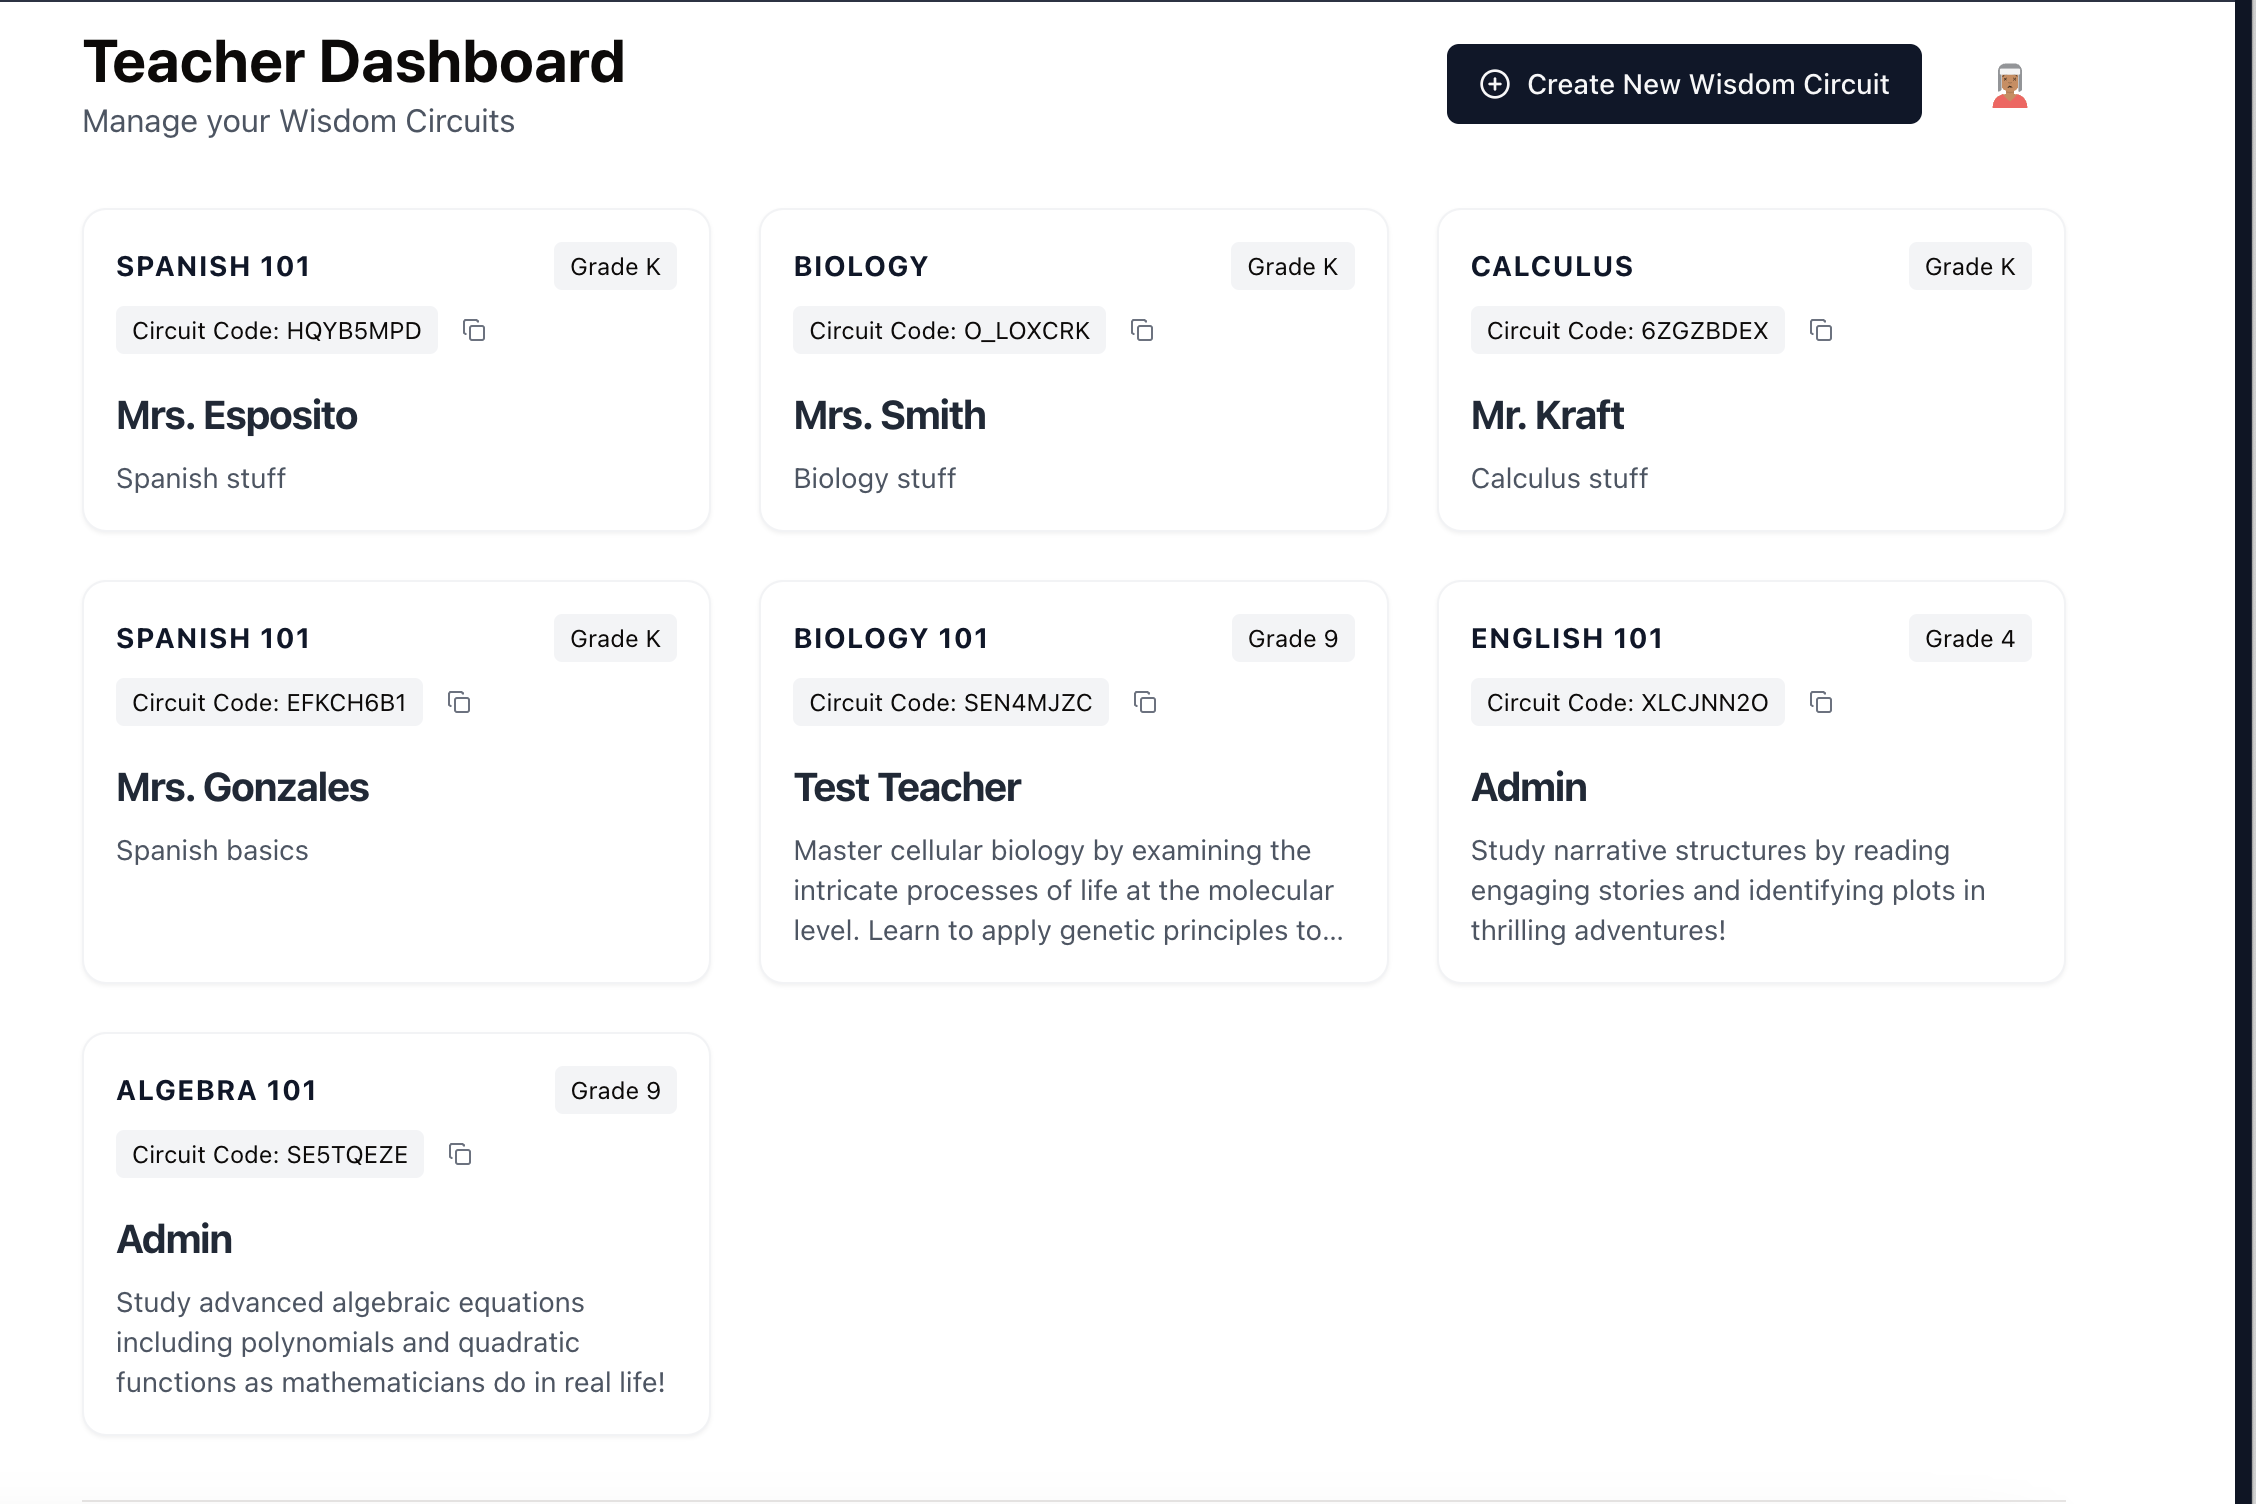 Teacher Dashboard
Manage your Wisdom Circuits
Create New Wisdom Circuit
SPANISH 101
Grade K
Circuit Code: HQYB5MPD
Mrs. Esposito
Spanish stuff
BIOLOGY
Grade K
Circuit Code: O_LOXCRK
Mrs. Smith
Biology stuff
CALCULUS
Grade K
Circuit Code: 6ZGZBDEX
Mr. Kraft
Calculus stuff
SPANISH 101
Grade K
Circuit Code: EFKCH6B1
Mrs. Gonzales
Spanish basics
BIOLOGY 101
Grade 9
Circuit Code: SEN4MJZC
Test Teacher
Master cellular biology by examining the
intricate processes of life at the molecular
level. Learn to apply genetic principles to...
ENGLISH 101
Grade 4
Circuit Code: XLCJNN2O
Admin
Study narrative structures by reading
engaging stories and identifying plots in
thrilling adventures!
ALGEBRA 101
Grade 9
Circuit Code: SE5TQEZE
Admin
Study advanced algebraic equations
including polynomials and quadratic
functions as mathematicians do in real life!